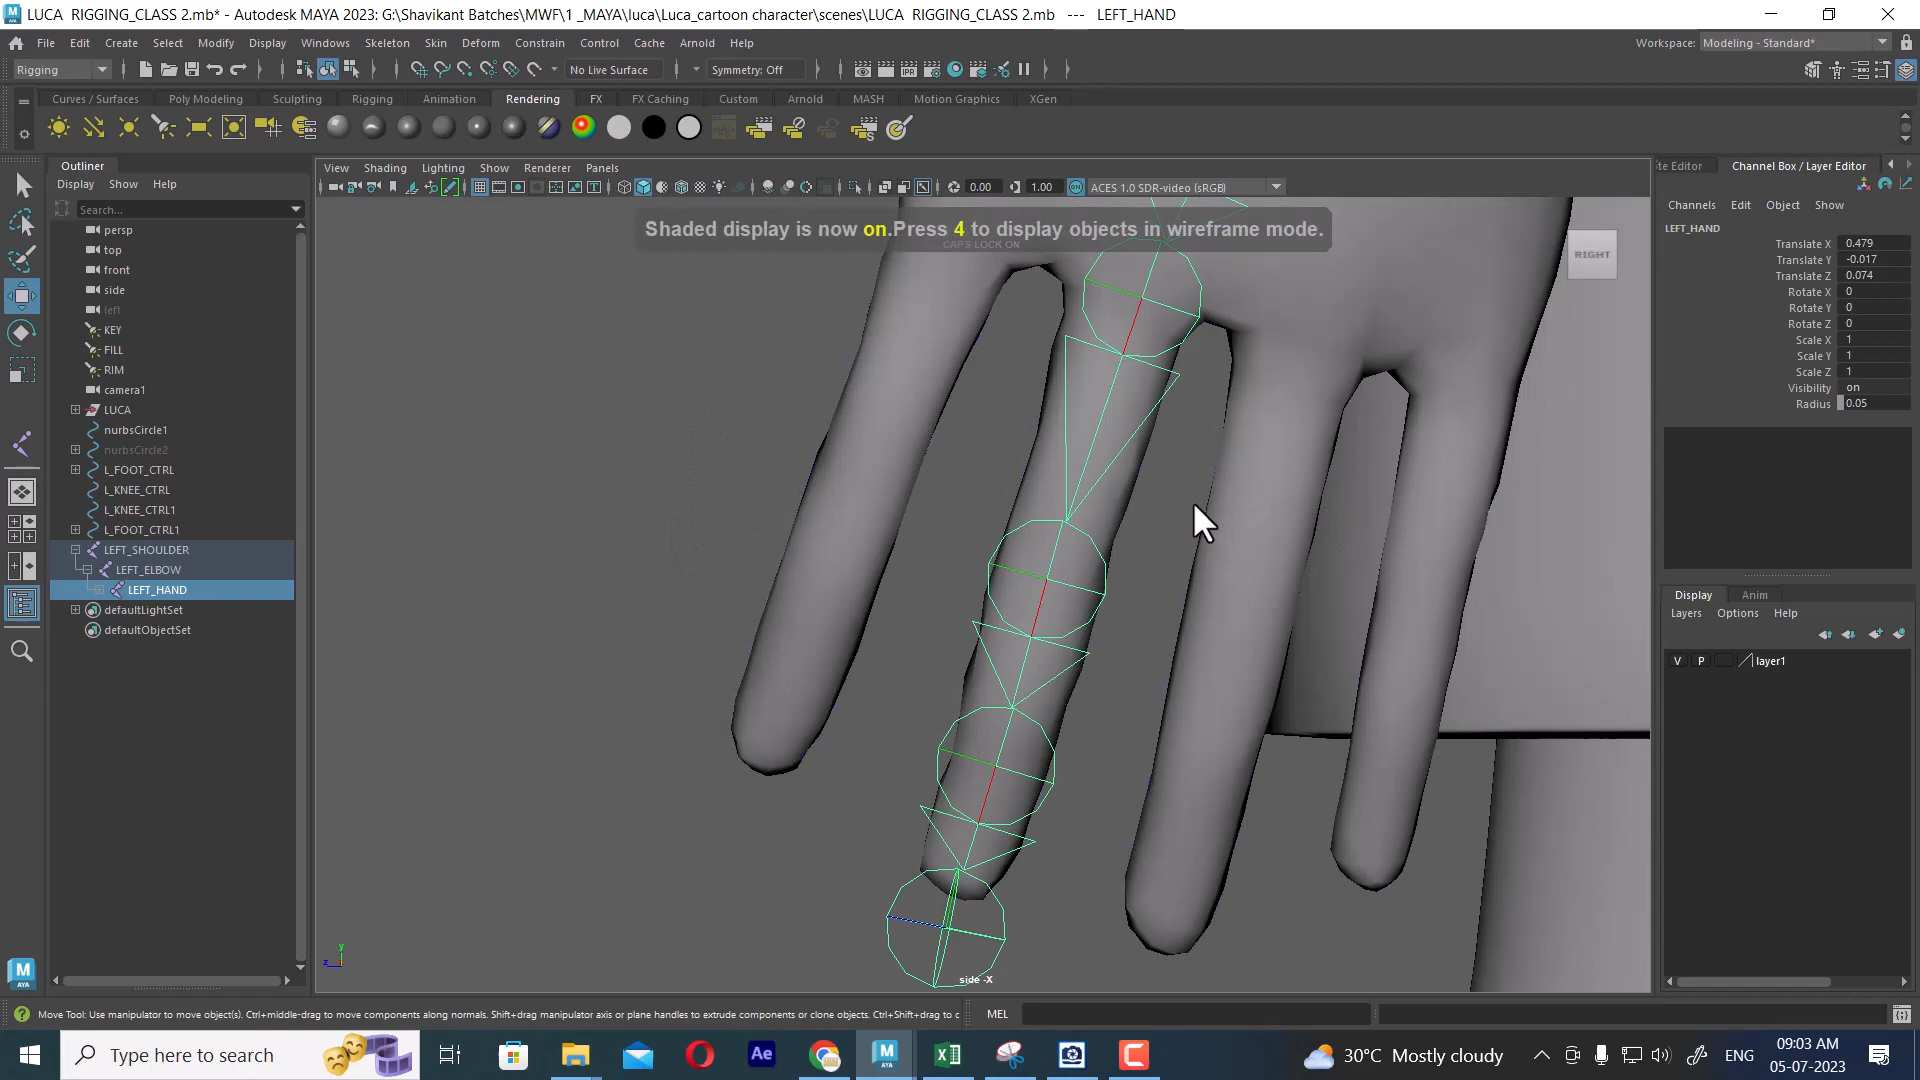 LUCA  RIGGING_CLASS 2.mb* - Autodesk MAYA 2023: G:\Shavikant Batches\MWF\1 _MAYA\luca\Luca_cartoon character\scenes\LUCA  RIGGING_CLASS 2.mb   ---   LEFT_HAND
File Edit Create Select Modify Display Windows Skeleton Skin Deform Constrain Control Cache Arnold Help
Workspace: Modeling - Standard*
Rigging
No Live Surface
Symmetry: Off
Curves / Surfaces Poly Modeling Sculpting Rigging Animation Rendering FX FX Caching Custom Arnold MASH Motion Graphics XGen
Outliner
Display Show Help
Search...
persp
top
front
side
left
KEY
FILL
RIM
camera1
LUCA
nurbsCircle1
nurbsCircle2
L_FOOT_CTRL
L_KNEE_CTRL
L_KNEE_CTRL1
L_FOOT_CTRL1
LEFT_SHOULDER
LEFT_ELBOW
LEFT_HAND
defaultLightSet
defaultObjectSet
View Shading Lighting Show Renderer Panels
0.00 1.00 ACES 1.0 SDR-video (sRGB)
Shaded display is now on.Press 4 to display objects in wireframe mode.
CAPS LOCK ON
RIGHT
y
z
side -X
te Editor
Channel Box / Layer Editor
Channels Edit Object Show
LEFT_HAND
Translate X 0.479
Translate Y -0.017
Translate Z 0.074
Rotate X 0
Rotate Y 0
Rotate Z 0
Scale X 1
Scale Y 1
Scale Z 1
Visibility on
Radius 0.05
Display Anim
Layers Options Help
V P layer1
Move Tool: Use manipulator to move object(s). Ctrl+middle-drag to move components along normals. Shift+drag manipulator axis or plane handles to extrude components or clone objects. Ctrl+Shift+drag to c
MEL
Type here to search
30°C Mostly cloudy
ENG
09:03 AM
05-07-2023